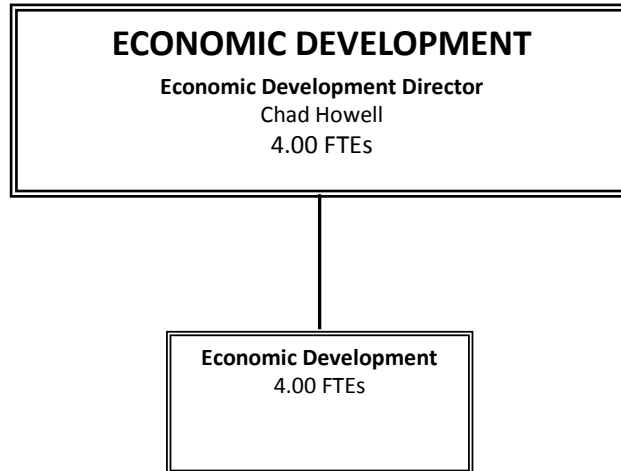 ECONOMIC DEVELOPMENT
Economic Development Director
Chad Howell
4.00 FTEs
Economic Development
4.00 FTEs